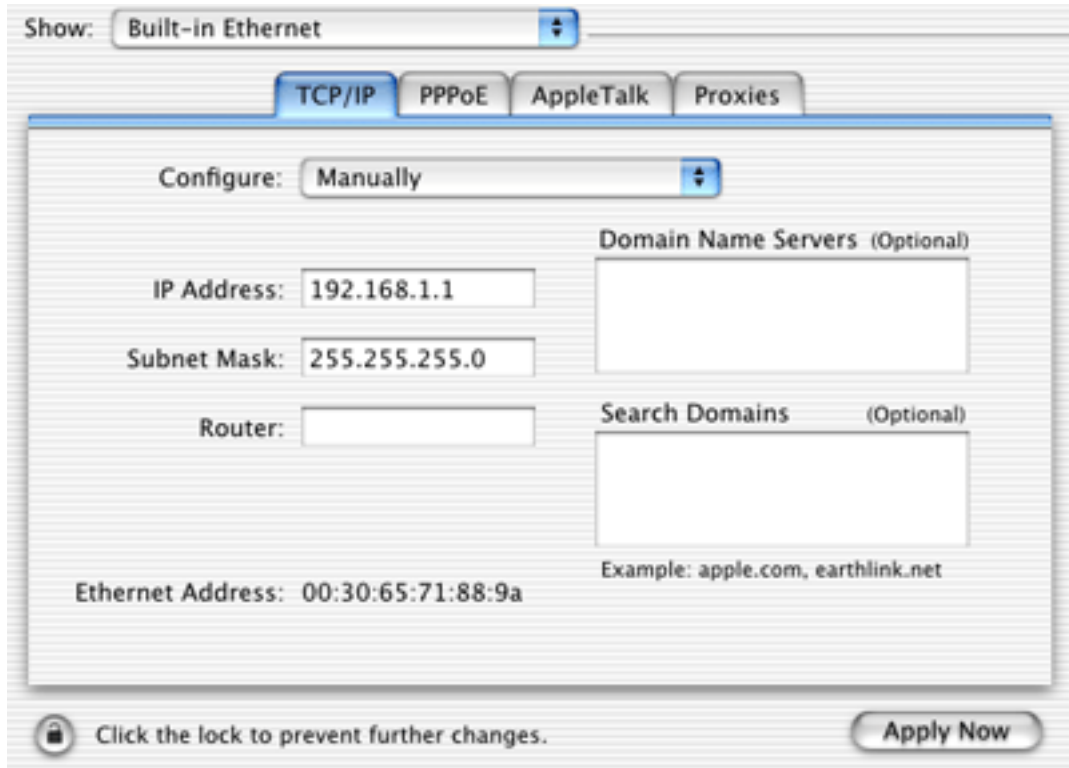 Show: Built-in Ethernet
TCP/IP PPPoE AppleTalk Proxies
Configure: Manually
Domain Name Servers (Optional)
IP Address: 192.168.1.1
Subnet Mask: 255.255.255.0
Router:
Search Domains (Optional)
Example: apple.com, earthlink.net
Ethernet Address: 00:30:65:71:88:9a
Click the lock to prevent further changes.
Apply Now